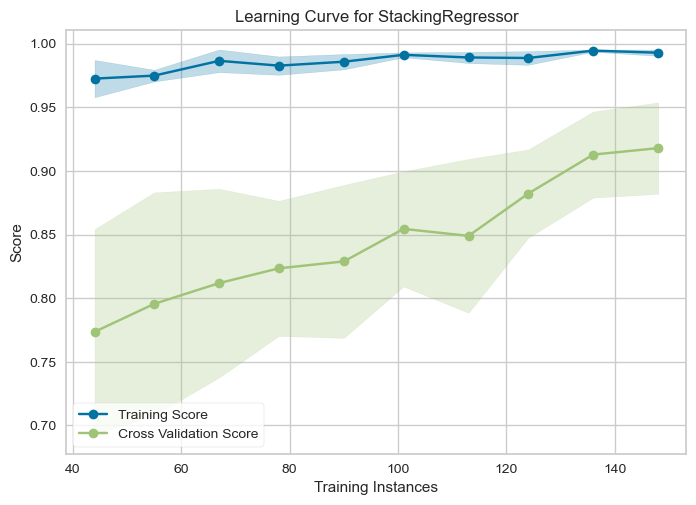 Learning Curve for StackingRegressor
1.00
0.95
0.90
0.85
0.80
0.75
0.70
Score
Training Score
Cross Validation Score
40
60
80
100
120
140
Training Instances